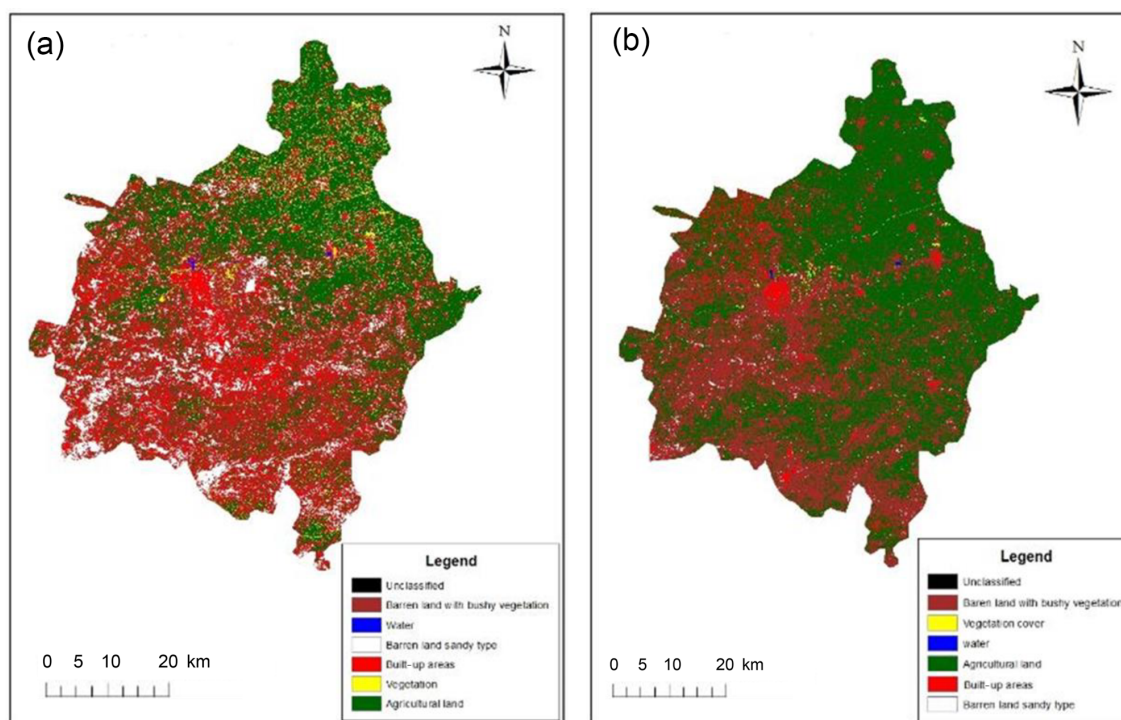 (a)
N
Legend
Unclassified
Barren land with bushy vegetation
Water
Barren land sandy type
Built-up areas
Vegetation
Agricultural land
0 5 10 20 km
(b)
N
Legend
Unclassified
Baren land with bushy vegetation
Vegetation cover
water
Agricultural land
Built-up areas
Barren land sandy type
0 5 10 20 km